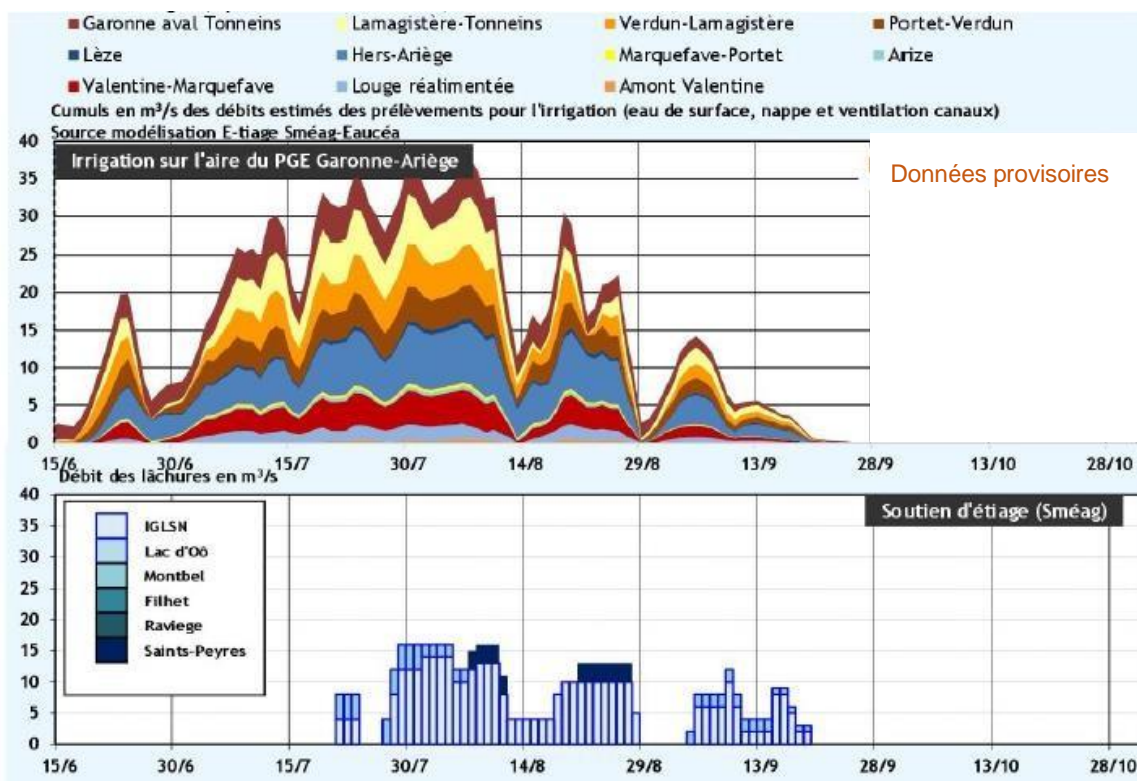 Garonne aval Tonneins Lamagistère-Tonneins Verdun-Lamagistère Portet-Verdun
Lèze Hers-Ariège Marquefave-Portet Arize
Valentine-Marquefave Louge réalimentée Amont Valentine
Cumuls en m³/s des débits estimés des prélèvements pour l'irrigation (eau de surface, nappe et ventilation canaux)
Source modélisation E-tiage Sméag-Eaucéa
40
Irrigation sur l'aire du PGE Garonne-Ariège
Données provisoires
35
30
25
20
15
10
5
0
15/6 30/6 15/7 30/7 14/8 29/8 13/9 28/9 13/10 28/10
Débit des lâchures en m³/s
40
Soutien d'étiage (Sméag)
35
30
25
20
15
10
5
0
IGLSN
Lac d'Oô
Montbel
Filhet
Raviege
Saints-Peyres
15/6 30/6 15/7 30/7 14/8 29/8 13/9 28/9 13/10 28/10